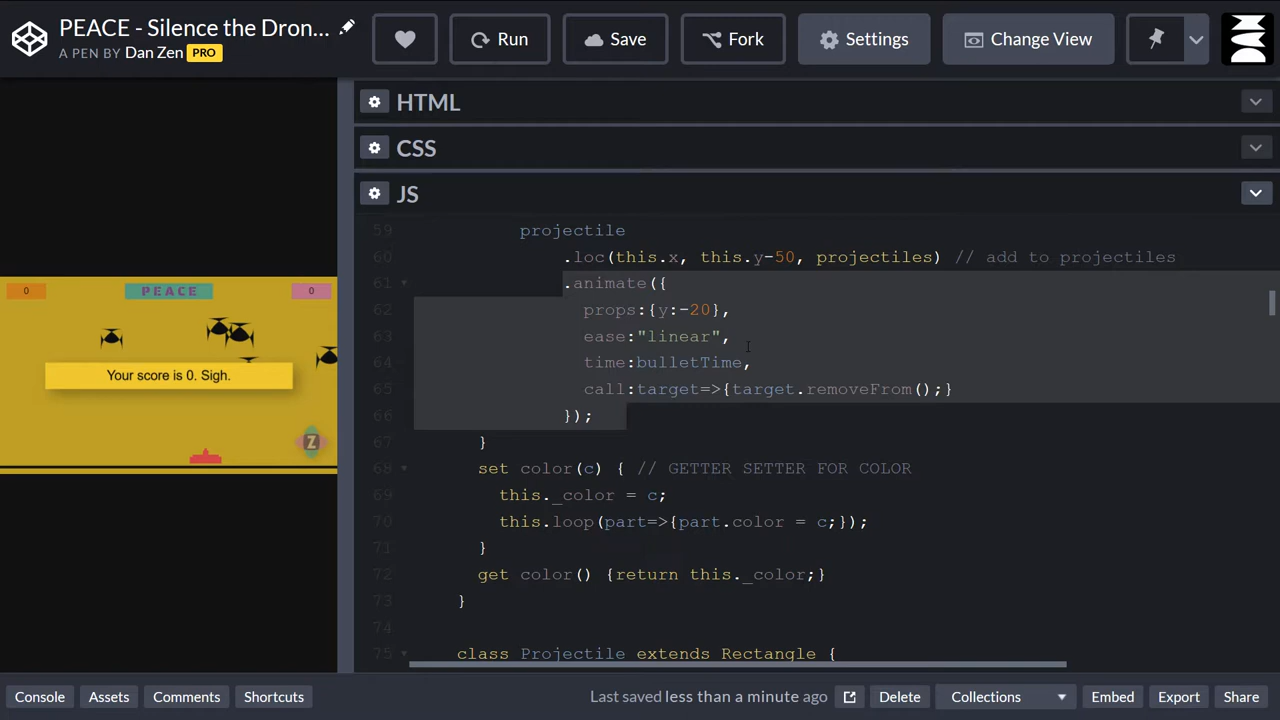 PEACE - Silence the Dron...
A PEN BY Dan Zen PRO
Run
Save
Fork
Settings
Change View
HTML
CSS
JS
0 PEACE 0
Your score is 0. Sigh.
Z
59 projectile
60 .loc(this.x, this.y-50, projectiles) // add to projectiles
61 .animate({
62 props:{y:-20},
63 ease:"linear",
64 time:bulletTime,
65 call:target=>{target.removeFrom();}
66 });
67 }
68 set color(c) { // GETTER SETTER FOR COLOR
69 this._color = c;
70 this.loop(part=>{part.color = c;});
71 }
72 get color() {return this._color;}
73 }
74
75 class Projectile extends Rectangle {
Console
Assets
Comments
Shortcuts
Last saved less than a minute ago
Delete
Collections
Embed
Export
Share